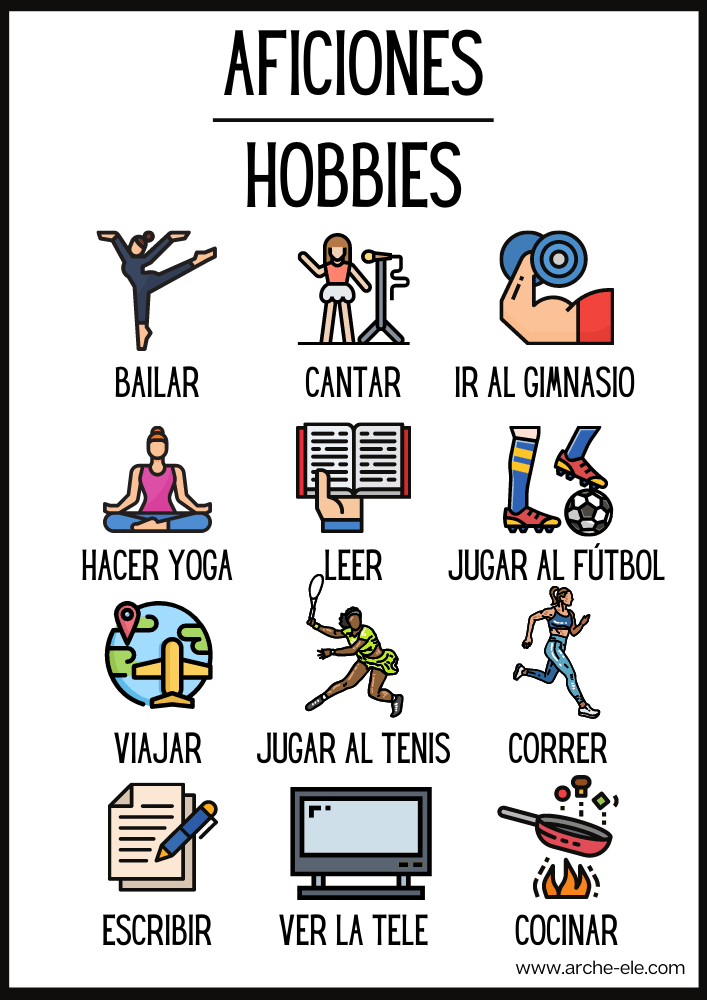 AFICIONES
HOBBIES
BAILAR
CANTAR
IR AL GIMNASIO
HACER YOGA
LEER
JUGAR AL FÚTBOL
VIAJAR
JUGAR AL TENIS
CORRER
ESCRIBIR
VER LA TELE
COCINAR
www.arche-ele.com